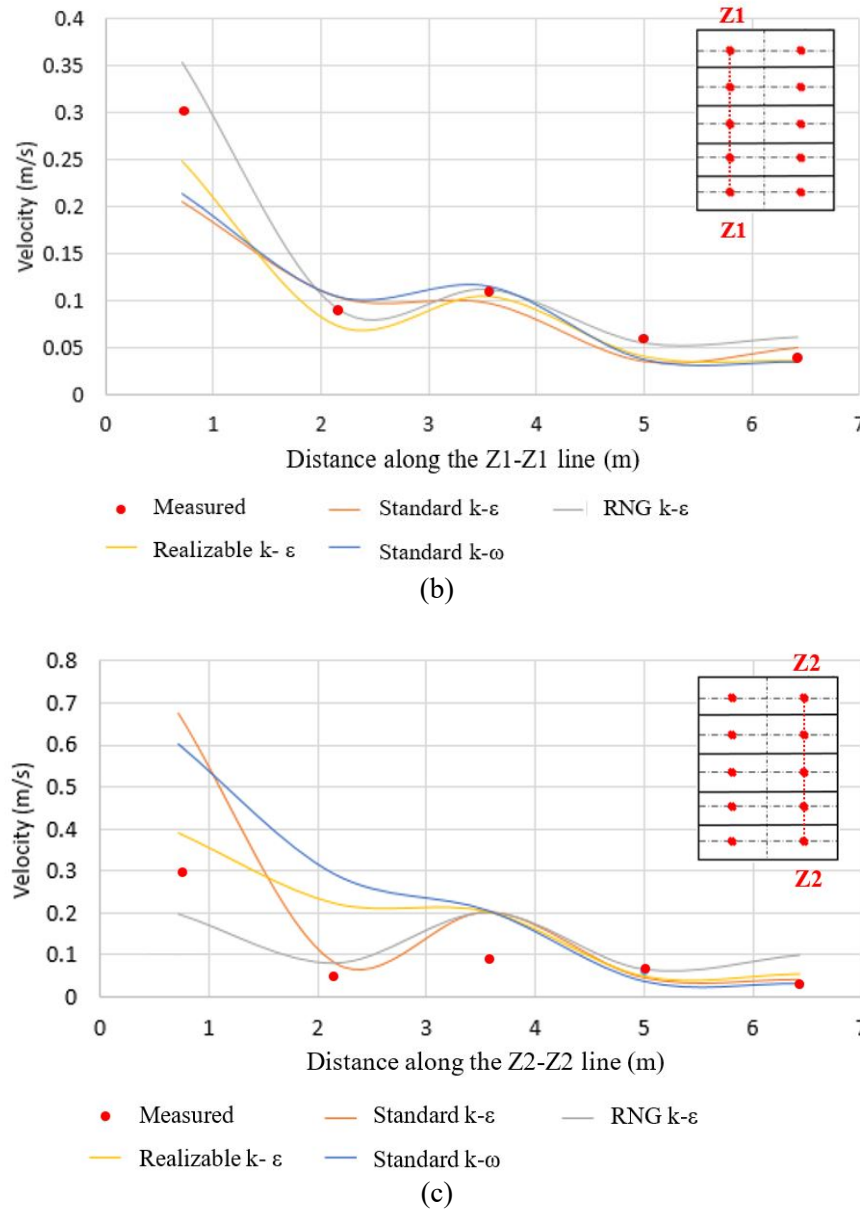 0.4
0.35
0.3
0.25
0.2
0.15
0.1
0.05
0
Velocity (m/s)
Z1
Z1
0 1 2 3 4 5 6 7
Distance along the Z1-Z1 line (m)
Measured Standard k-ε RNG k-ε
Realizable k- ε Standard k-ω
(b)
0.8
0.7
0.6
0.5
0.4
0.3
0.2
0.1
0
Velocity (m/s)
Z2
Z2
0 1 2 3 4 5 6 7
Distance along the Z2-Z2 line (m)
Measured Standard k-ε RNG k-ε
Realizable k- ε Standard k-ω
(c)